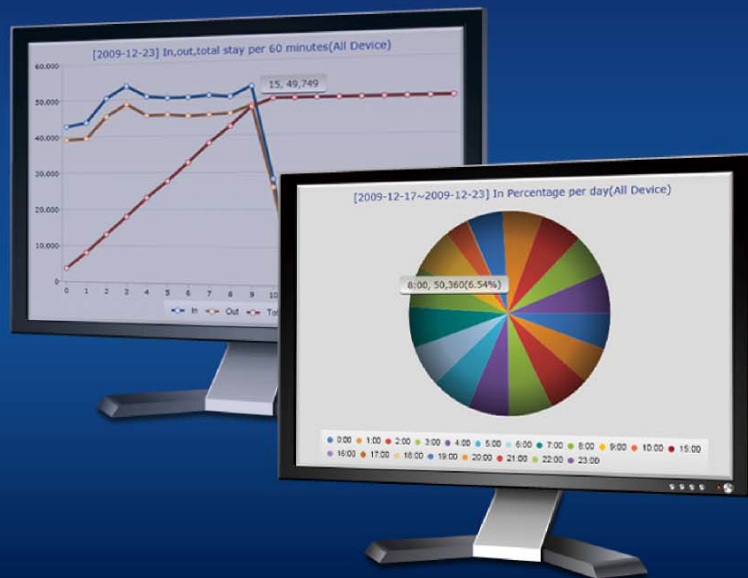 [2009-12-23] In,out,total stay per 60 minutes(All Device)
60.000
50.000
40.000
30.000
20.000
10.000
0
15, 49,749
0 1 2 3 4 5 6 7 8 9 10
In Out
[2009-12-17~2009-12-23] In Percentage per day(All Device)
8:00, 50,360(6.54%)
0:00 1:00 2:00 3:00 4:00 5:00 6:00 7:00 8:00 9:00 10:00 15:00
16:00 17:00 18:00 19:00 20:00 21:00 22:00 23:00